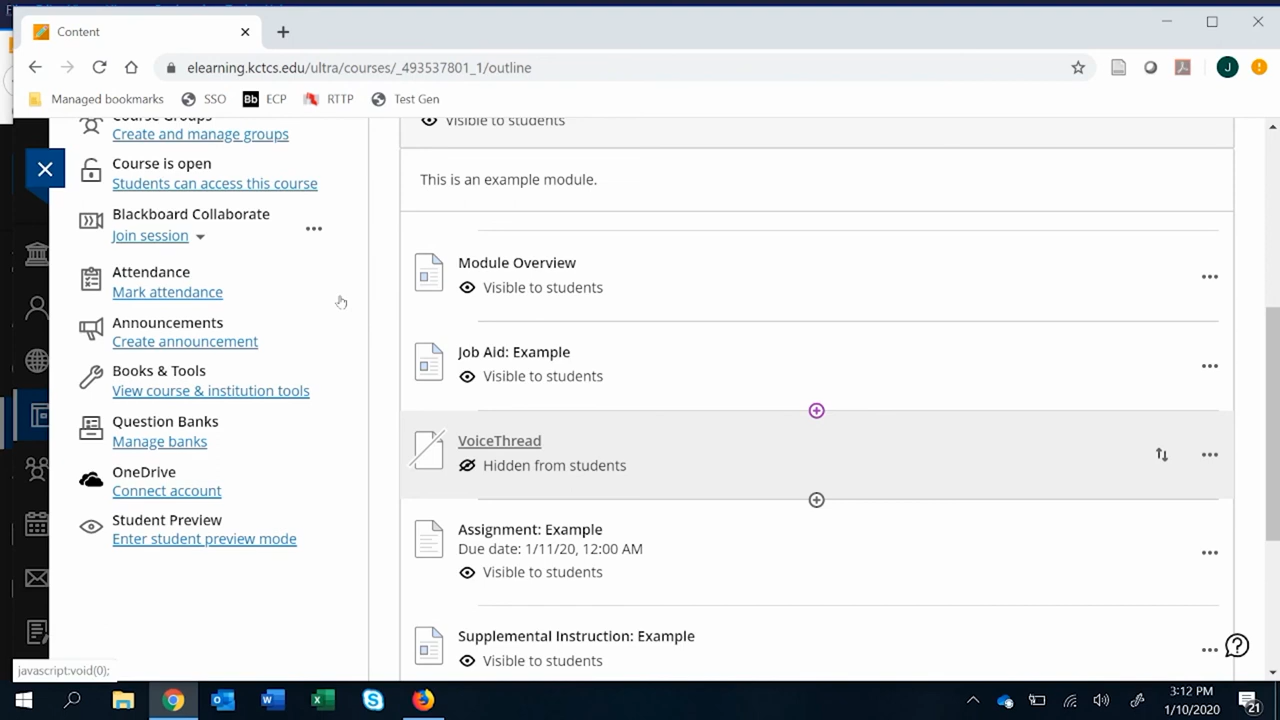 Content
elearning.kctcs.edu/ultra/courses/_493537801_1/outline
J
Managed bookmarks
SSO
Bb
ECP
RTTP
Test Gen
Course Groups
Create and manage groups
Course is open
Students can access this course
Blackboard Collaborate
Join session
Attendance
Mark attendance
Announcements
Create announcement
Books & Tools
View course & institution tools
Question Banks
Manage banks
OneDrive
Connect account
Student Preview
Enter student preview mode
javascript:void(0);
Visible to students
This is an example module.
Module Overview
Visible to students
Job Aid: Example
Visible to students
VoiceThread
Hidden from students
Assignment: Example
Due date: 1/11/20, 12:00 AM
Visible to students
Supplemental Instruction: Example
Visible to students
3:12 PM
1/10/2020
21